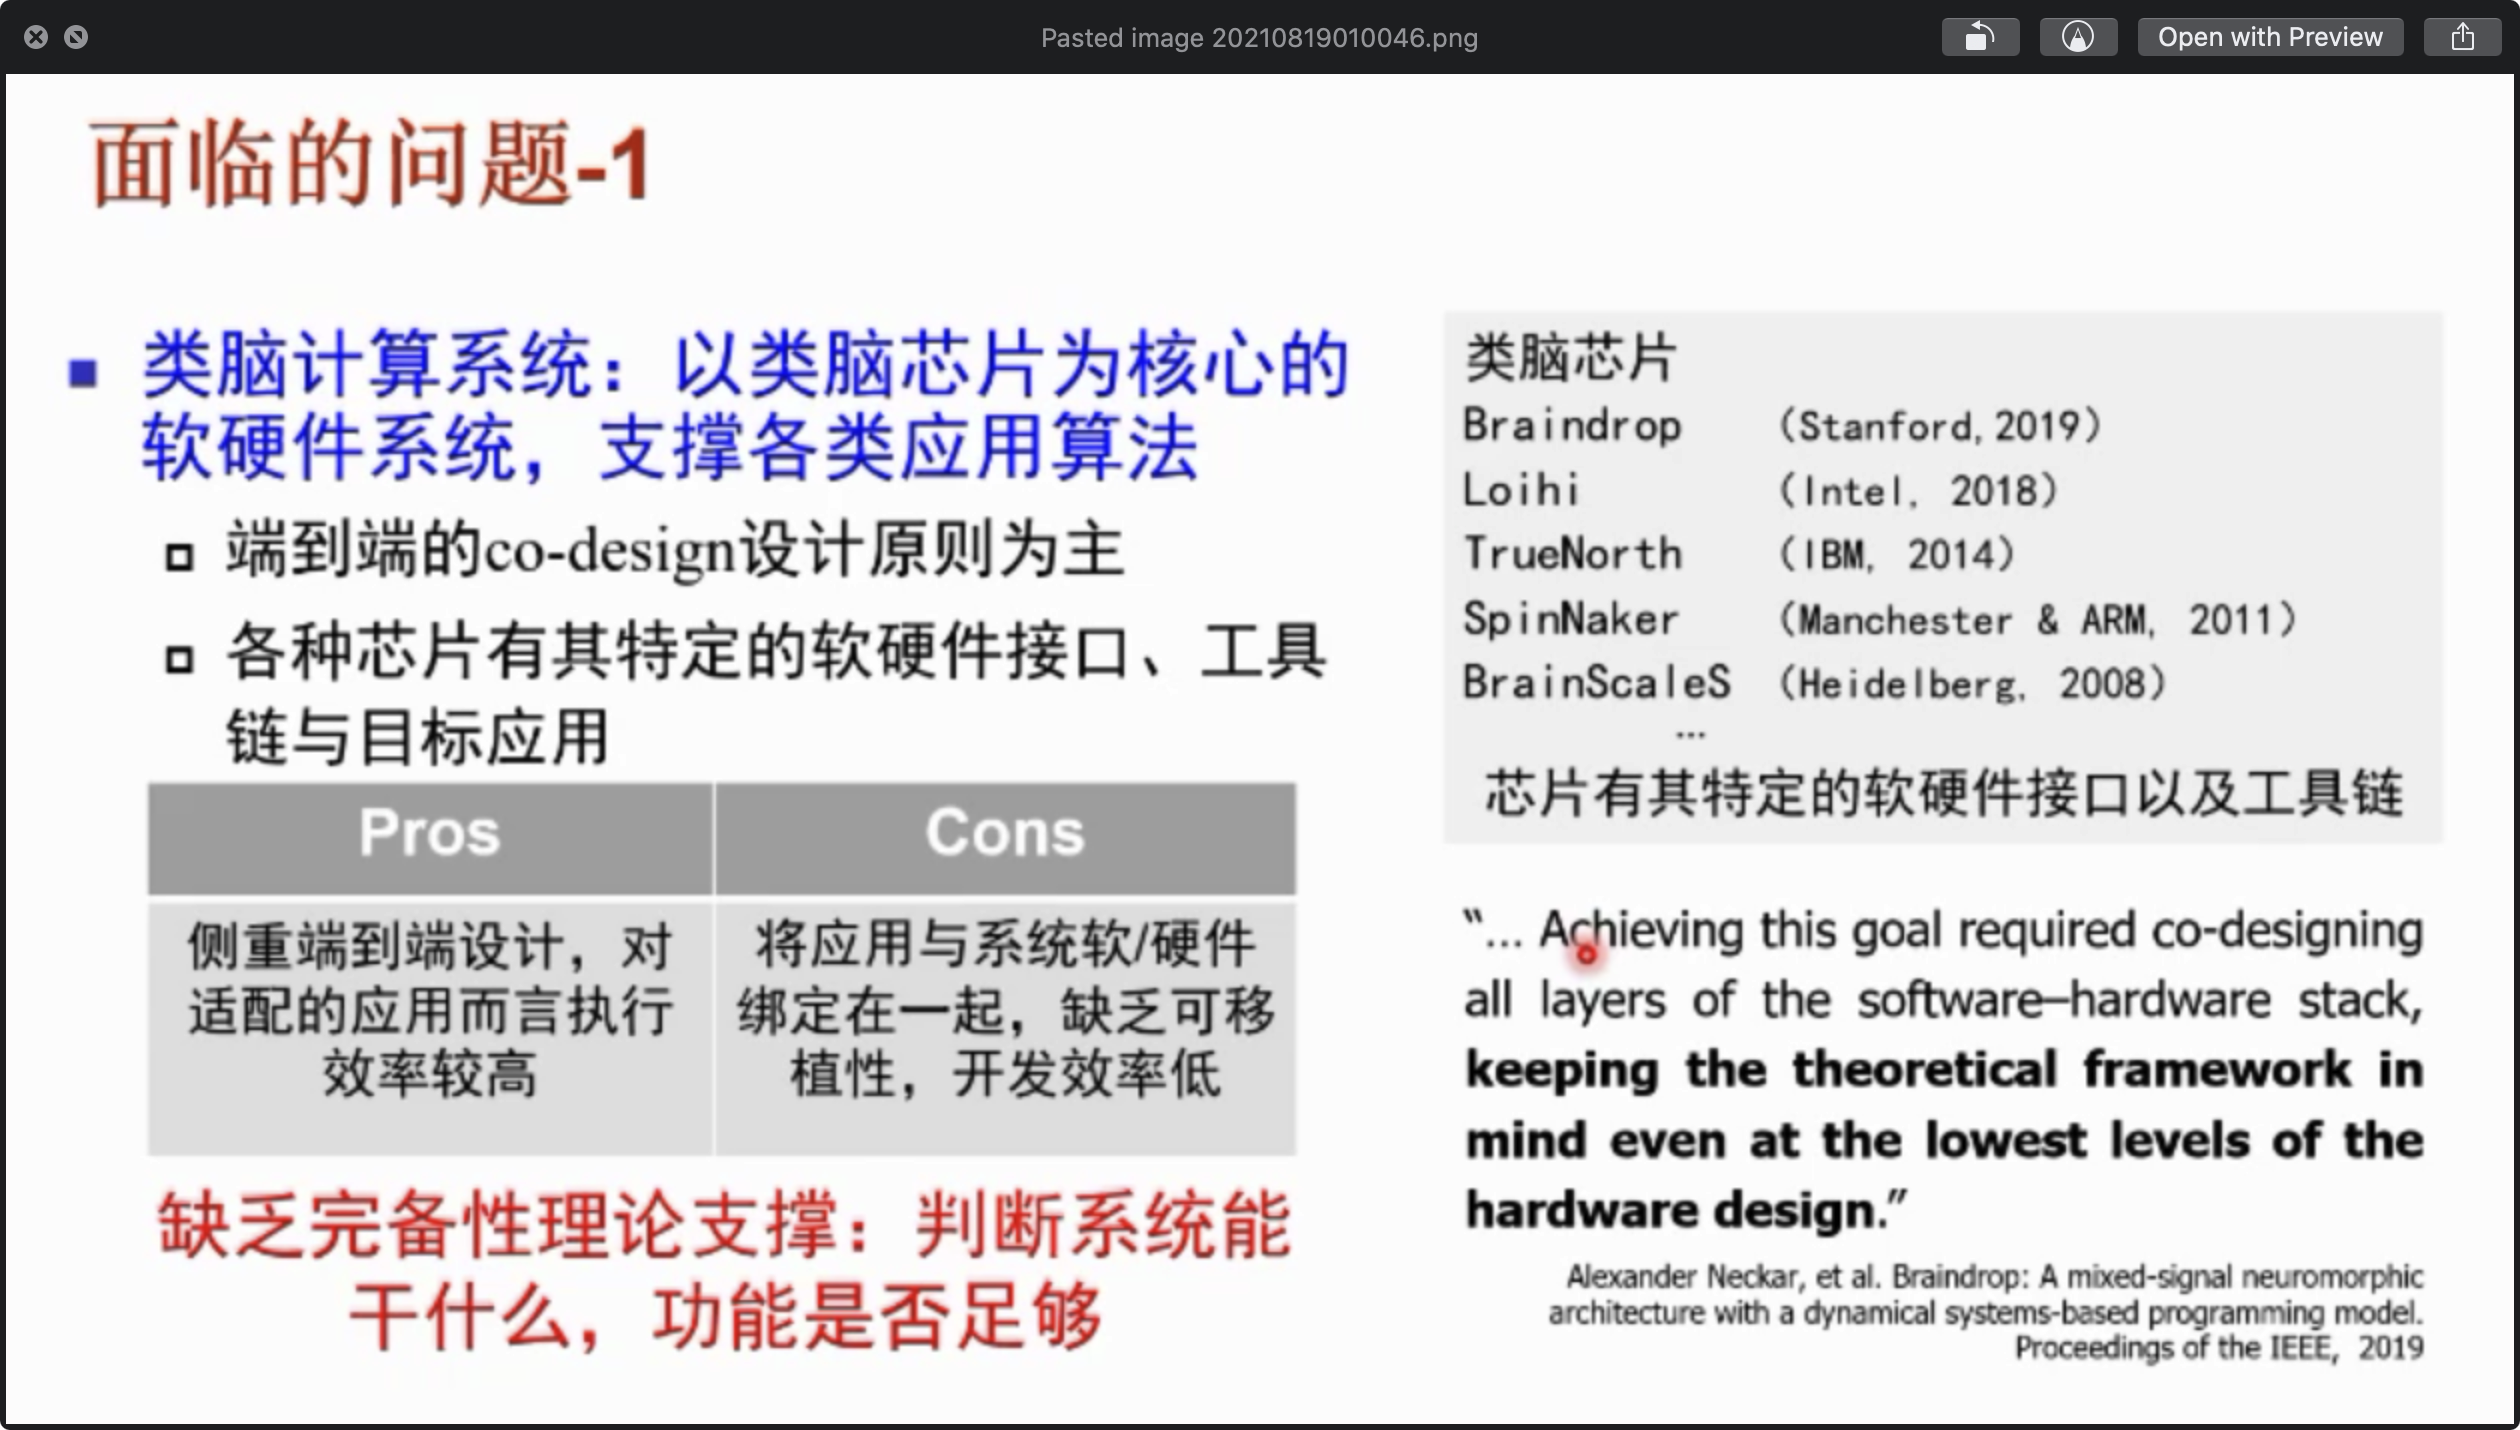 Pasted image 20210819010046.png
Open with Preview
面临的问题-1
类脑计算系统：以类脑芯片为核心的
软硬件系统，支撑各类应用算法
端到端的co-design设计原则为主
各种芯片有其特定的软硬件接口、工具
链与目标应用
Pros
Cons
侧重端到端设计，对
适配的应用而言执行
效率较高
将应用与系统软/硬件
绑定在一起，缺乏可移
植性，开发效率低
缺乏完备性理论支撑：判断系统能
干什么，功能是否足够
类脑芯片
Braindrop （Stanford,2019）
Loihi （Intel, 2018）
TrueNorth （IBM, 2014）
SpinNaker （Manchester & ARM, 2011）
BrainScaleS （Heidelberg, 2008）
...
芯片有其特定的软硬件接口以及工具链
“... Achieving this goal required co-designing
all layers of the software–hardware stack,
keeping the theoretical framework in
mind even at the lowest levels of the
hardware design.”
Alexander Neckar, et al. Braindrop: A mixed-signal neuromorphic
architecture with a dynamical systems-based programming model.
Proceedings of the IEEE, 2019